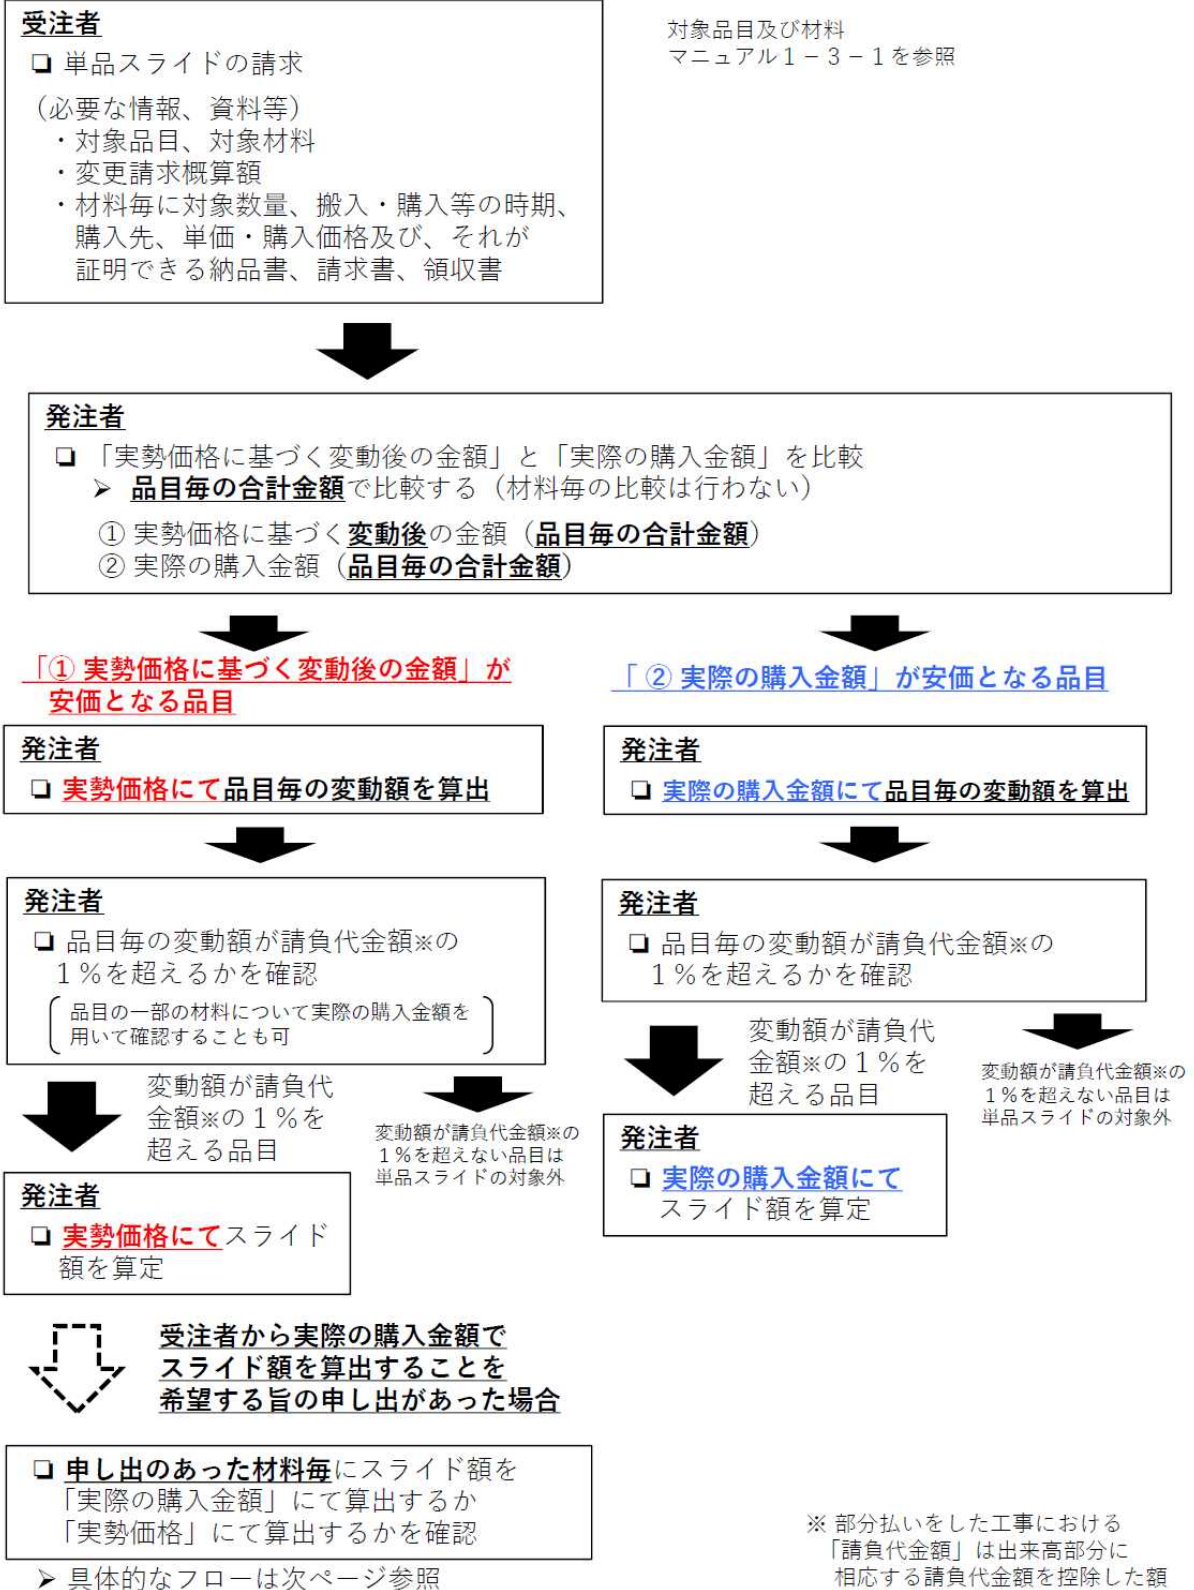 受注者
❏ 単品スライドの請求
（必要な情報、資料等）
・対象品目、対象材料
・変更請求概算額
・材料毎に対象数量、搬入・購入等の時期、
購入先、単価・購入価格及び、それが
証明できる納品書、請求書、領収書
対象品目及び材料
マニュアル１－３－１を参照
発注者
❏ 「実勢価格に基づく変動後の金額」と「実際の購入金額」を比較
➢ 品目毎の合計金額で比較する（材料毎の比較は行わない）
① 実勢価格に基づく変動後の金額（品目毎の合計金額）
② 実際の購入金額（品目毎の合計金額）
「① 実勢価格に基づく変動後の金額」が
安価となる品目
発注者
❏ 実勢価格にて品目毎の変動額を算出
発注者
❏ 品目毎の変動額が請負代金額※の
１％を超えるかを確認
品目の一部の材料について実際の購入金額を
用いて確認することも可
変動額が請負代
金額※の１％を
超える品目
変動額が請負代金額※の
１％を超えない品目は
単品スライドの対象外
発注者
❏ 実勢価格にてスライド
額を算定
「② 実際の購入金額」が安価となる品目
発注者
❏ 実際の購入金額にて品目毎の変動額を算出
発注者
❏ 品目毎の変動額が請負代金額※の
１％を超えるかを確認
変動額が請負代
金額※の１％を
超える品目
変動額が請負代金額※の
１％を超えない品目は
単品スライドの対象外
発注者
❏ 実際の購入金額にて
スライド額を算定
受注者から実際の購入金額で
スライド額を算出することを
希望する旨の申し出があった場合
❏ 申し出のあった材料毎にスライド額を
「実際の購入金額」にて算出するか
「実勢価格」にて算出するかを確認
➢ 具体的なフローは次ページ参照
※ 部分払いをした工事における
「請負代金額」は出来高部分に
相応する請負代金額を控除した額